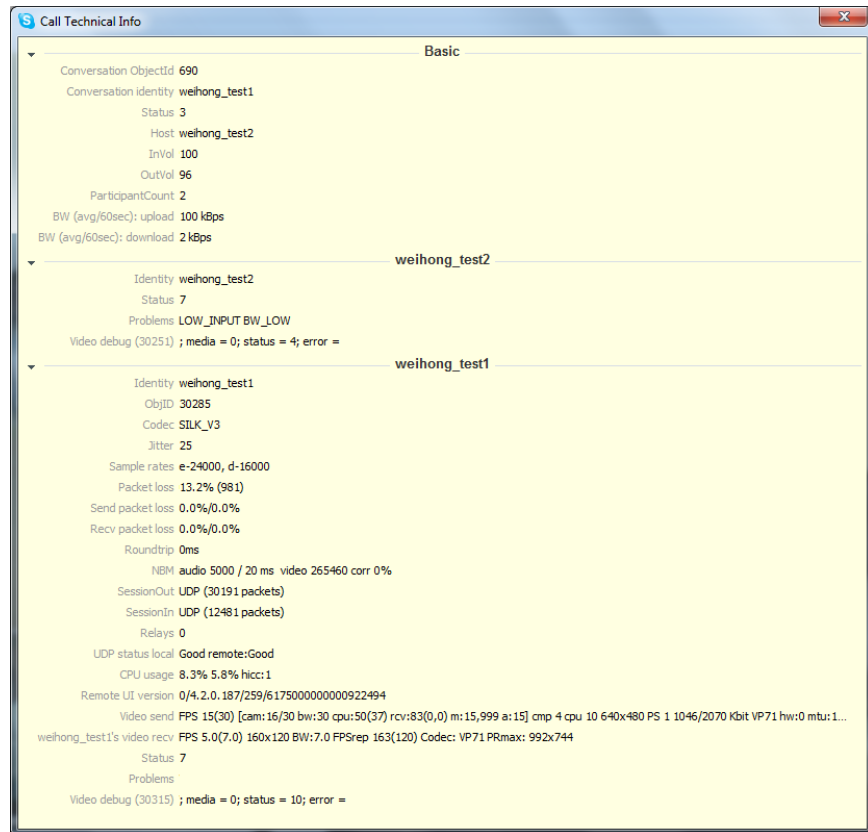 Call Technical Info
Basic
Conversation ObjectId 690
Conversation identity weihong_test1
Status 3
Host weihong_test2
InVol 100
OutVol 96
ParticipantCount 2
BW (avg/60sec): upload 100 kBps
BW (avg/60sec): download 2 kBps
weihong_test2
Identity weihong_test2
Status 7
Problems LOW_INPUT BW_LOW
Video debug (30251) ; media = 0; status = 4; error =
weihong_test1
Identity weihong_test1
ObjID 30285
Codec SILK_V3
Jitter 25
Sample rates e-24000, d-16000
Packet loss 13.2% (981)
Send packet loss 0.0%/0.0%
Recv packet loss 0.0%/0.0%
Roundtrip 0ms
NBM audio 5000 / 20 ms video 265460 corr 0%
SessionOut UDP (30191 packets)
SessionIn UDP (12481 packets)
Relays 0
UDP status local Good remote:Good
CPU usage 8.3% 5.8% hicc:1
Remote UI version 0/4.2.0.187/259/6175000000000922494
Video send FPS 15(30) [cam:16/30 bw:30 cpu:50(37) rcv:83(0,0) m:15,999 a:15] cmp 4 cpu 10 640x480 PS 1 1046/2070 Kbit VP71 hw:0 mtu:1...
weihong_test1's video recv FPS 5.0(7.0) 160x120 BW:7.0 FPSrep 163(120) Codec: VP71 PRmax: 992x744
Status 7
Problems
Video debug (30315) ; media = 0; status = 10; error =